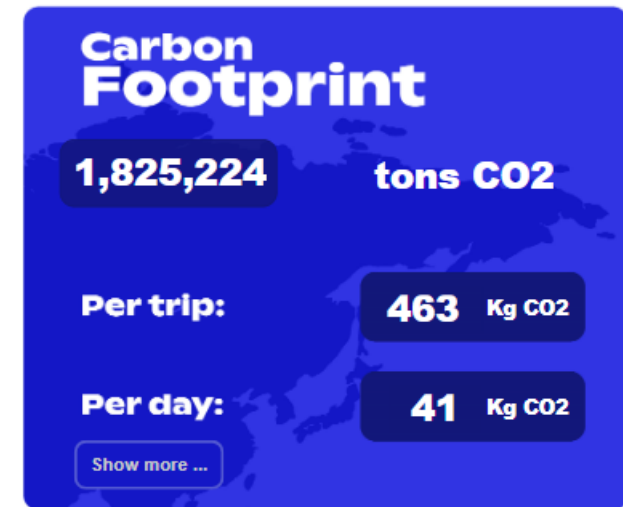 Carbon
Footprint
1,825,224 tons CO2
Per trip: 463 Kg CO2
Per day: 41 Kg CO2
Show more ...